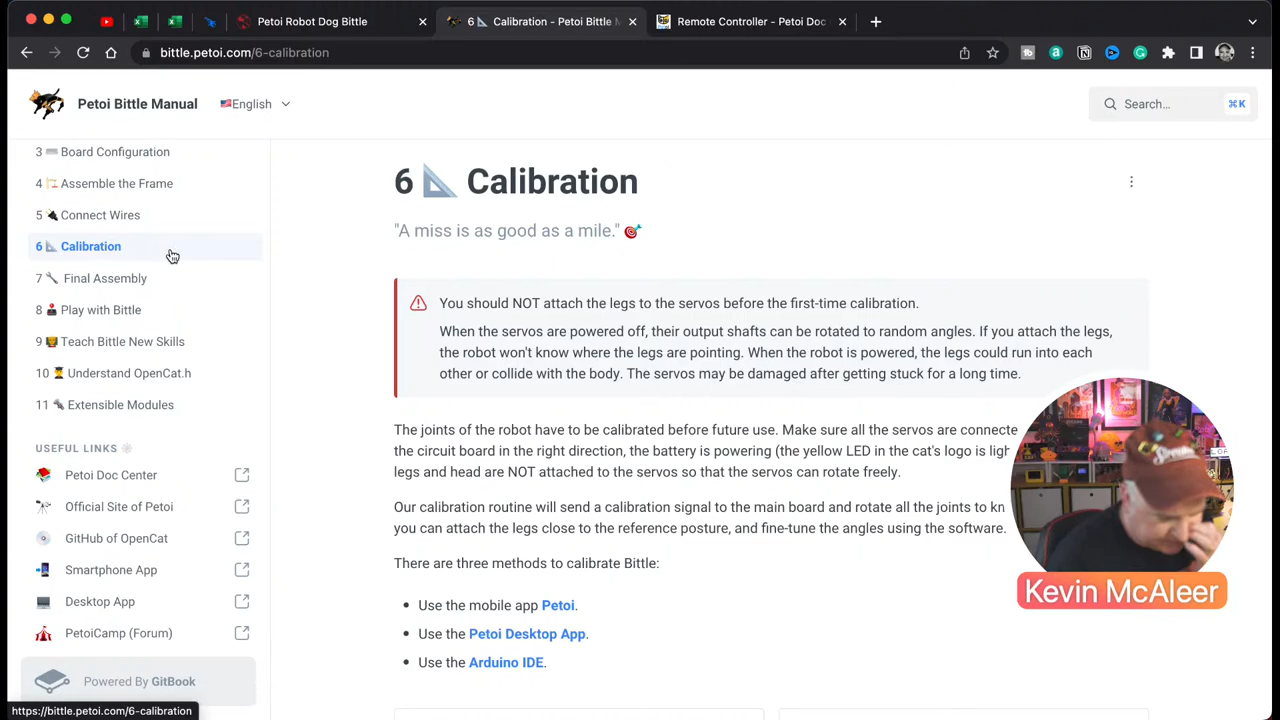 Petoi Robot Dog Bittle
6 Calibration - Petoi Bittle M
Remote Controller - Petoi Doc
bittle.petoi.com/6-calibration
Petoi Bittle Manual
English
Search...
⌘K
3 Board Configuration
4 Assemble the Frame
5 Connect Wires
6 Calibration
7 Final Assembly
8 Play with Bittle
9 Teach Bittle New Skills
10 Understand OpenCat.h
11 Extensible Modules
USEFUL LINKS
Petoi Doc Center
Official Site of Petoi
GitHub of OpenCat
Smartphone App
Desktop App
PetoiCamp (Forum)
Powered By GitBook
https://bittle.petoi.com/6-calibration
6 Calibration
"A miss is as good as a mile."
You should NOT attach the legs to the servos before the first-time calibration.
When the servos are powered off, their output shafts can be rotated to random angles. If you attach the legs,
the robot won't know where the legs are pointing. When the robot is powered, the legs could run into each
other or collide with the body. The servos may be damaged after getting stuck for a long time.
The joints of the robot have to be calibrated before future use. Make sure all the servos are connecte
the circuit board in the right direction, the battery is powering (the yellow LED in the cat's logo is ligh
legs and head are NOT attached to the servos so that the servos can rotate freely.
Our calibration routine will send a calibration signal to the main board and rotate all the joints to kn
you can attach the legs close to the reference posture, and fine-tune the angles using the software.
There are three methods to calibrate Bittle:
Use the mobile app Petoi.
Use the Petoi Desktop App.
Use the Arduino IDE.
Kevin McAleer